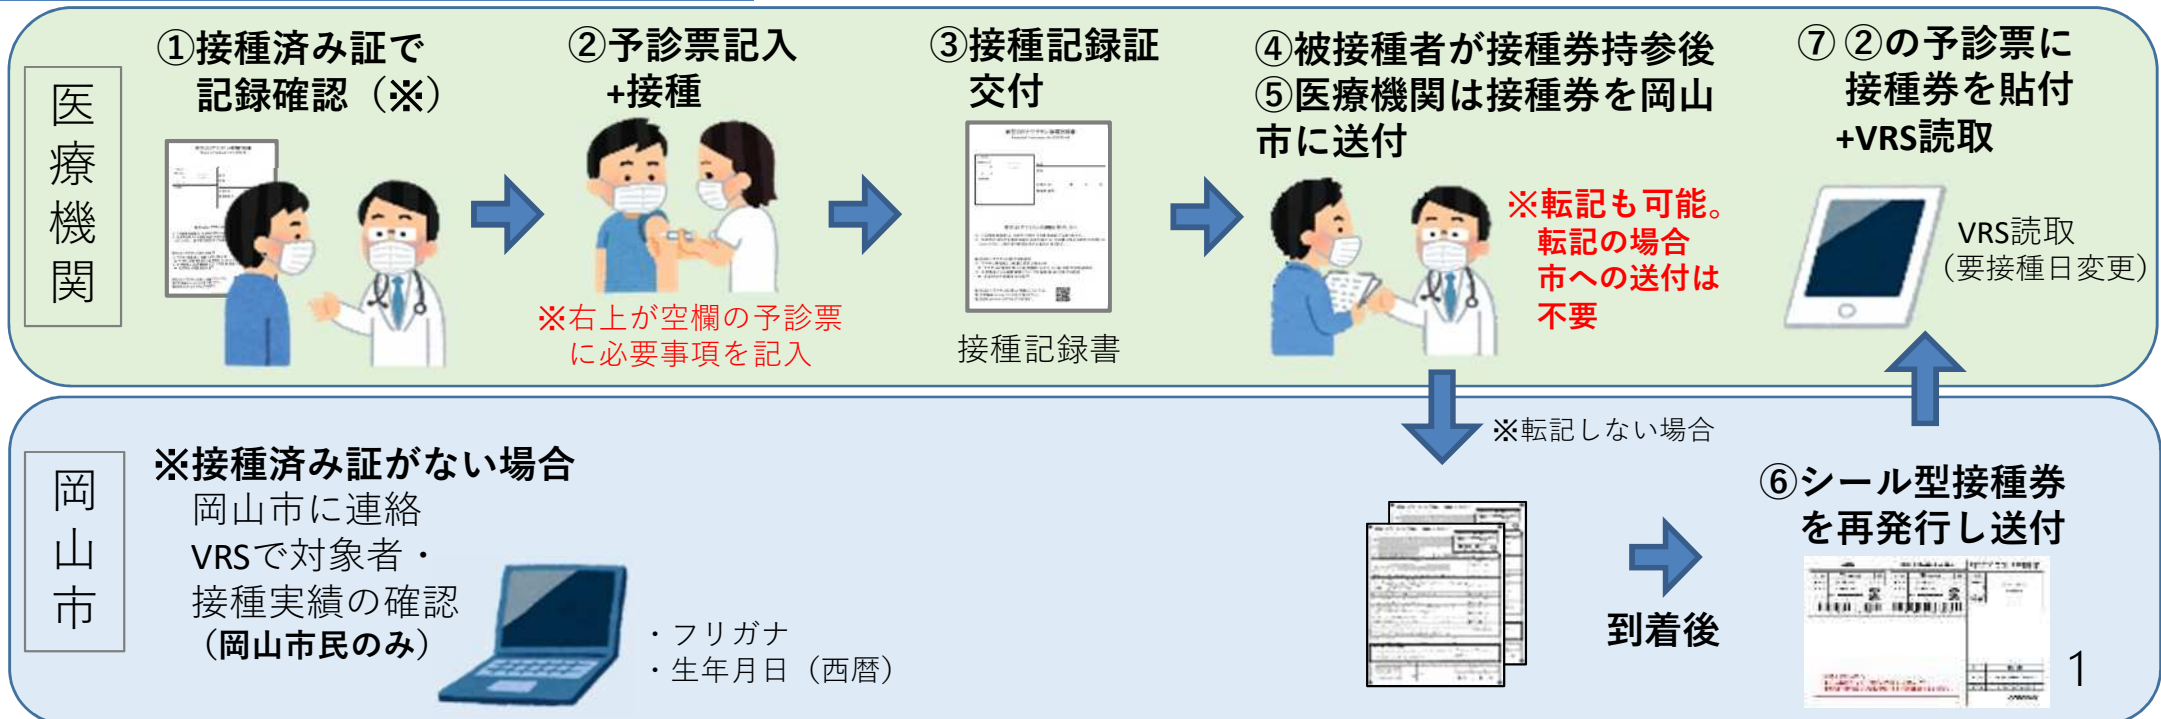 医療機関
①接種済み証で
記録確認（※）
②予診票記入
+接種
※右上が空欄の予診票
に必要事項を記入
③接種記録証
交付
接種記録書
④被接種者が接種券持参後
⑤医療機関は接種券を岡山
市に送付
※転記も可能。
転記の場合
市への送付は
不要
⑦②の予診票に
接種券を貼付
+VRS読取
VRS読取
（要接種日変更）
岡山市
※接種済み証がない場合
岡山市に連絡
VRSで対象者・
接種実績の確認
（岡山市民のみ）
・フリガナ
・生年月日（西暦）
※転記しない場合
到着後
⑥シール型接種券
を再発行し送付
1